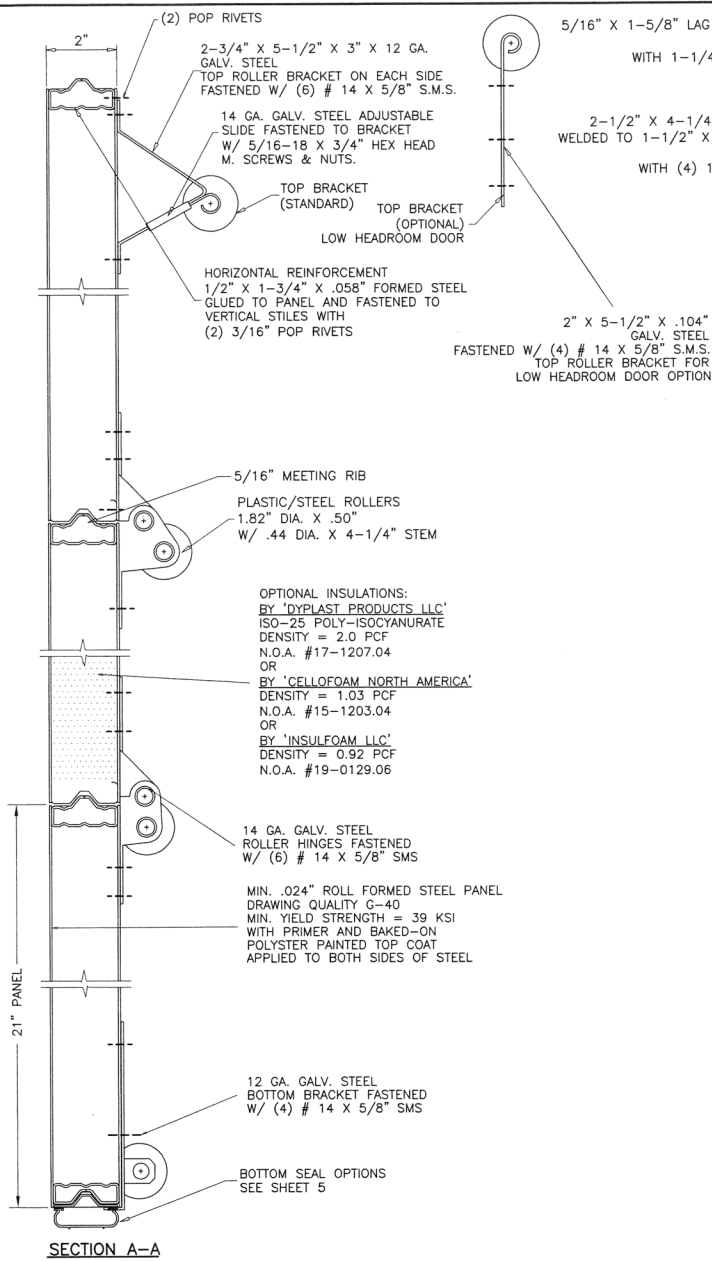 (2) POP RIVETS
2"
2-3/4" X 5-1/2" X 3" X 12 GA.
GALV. STEEL
TOP ROLLER BRACKET ON EACH SIDE
FASTENED W/ (6) # 14 X 5/8" S.M.S.
14 GA. GALV. STEEL ADJUSTABLE
SLIDE FASTENED TO BRACKET
W/ 5/16-18 X 3/4" HEX HEAD
M. SCREWS & NUTS.
TOP BRACKET
(STANDARD)
5/16" X 1-5/8" LAG
WITH 1-1/4
2-1/2" X 4-1/4
WELDED TO 1-1/2" X
WITH (4) 1
TOP BRACKET
(OPTIONAL)
LOW HEADROOM DOOR
HORIZONTAL REINFORCEMENT
1/2" X 1-3/4" X .058" FORMED STEEL
GLUED TO PANEL AND FASTENED TO
VERTICAL STILES WITH
(2) 3/16" POP RIVETS
2" X 5-1/2" X .104"
GALV. STEEL
FASTENED W/ (4) # 14 X 5/8" S.M.S.
TOP ROLLER BRACKET FOR
LOW HEADROOM DOOR OPTION
5/16" MEETING RIB
PLASTIC/STEEL ROLLERS
1.82" DIA. X .50"
W/ .44 DIA. X 4-1/4" STEM
OPTIONAL INSULATIONS:
BY 'DYPLAST PRODUCTS LLC'
ISO-25 POLY-ISOCYANURATE
DENSITY = 2.0 PCF
N.O.A. #17-1207.04
OR
BY 'CELLOFOAM NORTH AMERICA'
DENSITY = 1.03 PCF
N.O.A. #15-1203.04
OR
BY 'INSULFOAM LLC'
DENSITY = 0.92 PCF
N.O.A. #19-0129.06
14 GA. GALV. STEEL
ROLLER HINGES FASTENED
W/ (6) # 14 X 5/8" SMS
MIN. .024" ROLL FORMED STEEL PANEL
DRAWING QUALITY G-40
MIN. YIELD STRENGTH = 39 KSI
WITH PRIMER AND BAKED-ON
POLYSTER PAINTED TOP COAT
APPLIED TO BOTH SIDES OF STEEL
21" PANEL
12 GA. GALV. STEEL
BOTTOM BRACKET FASTENED
W/ (4) # 14 X 5/8" SMS
BOTTOM SEAL OPTIONS
SEE SHEET 5
SECTION A-A